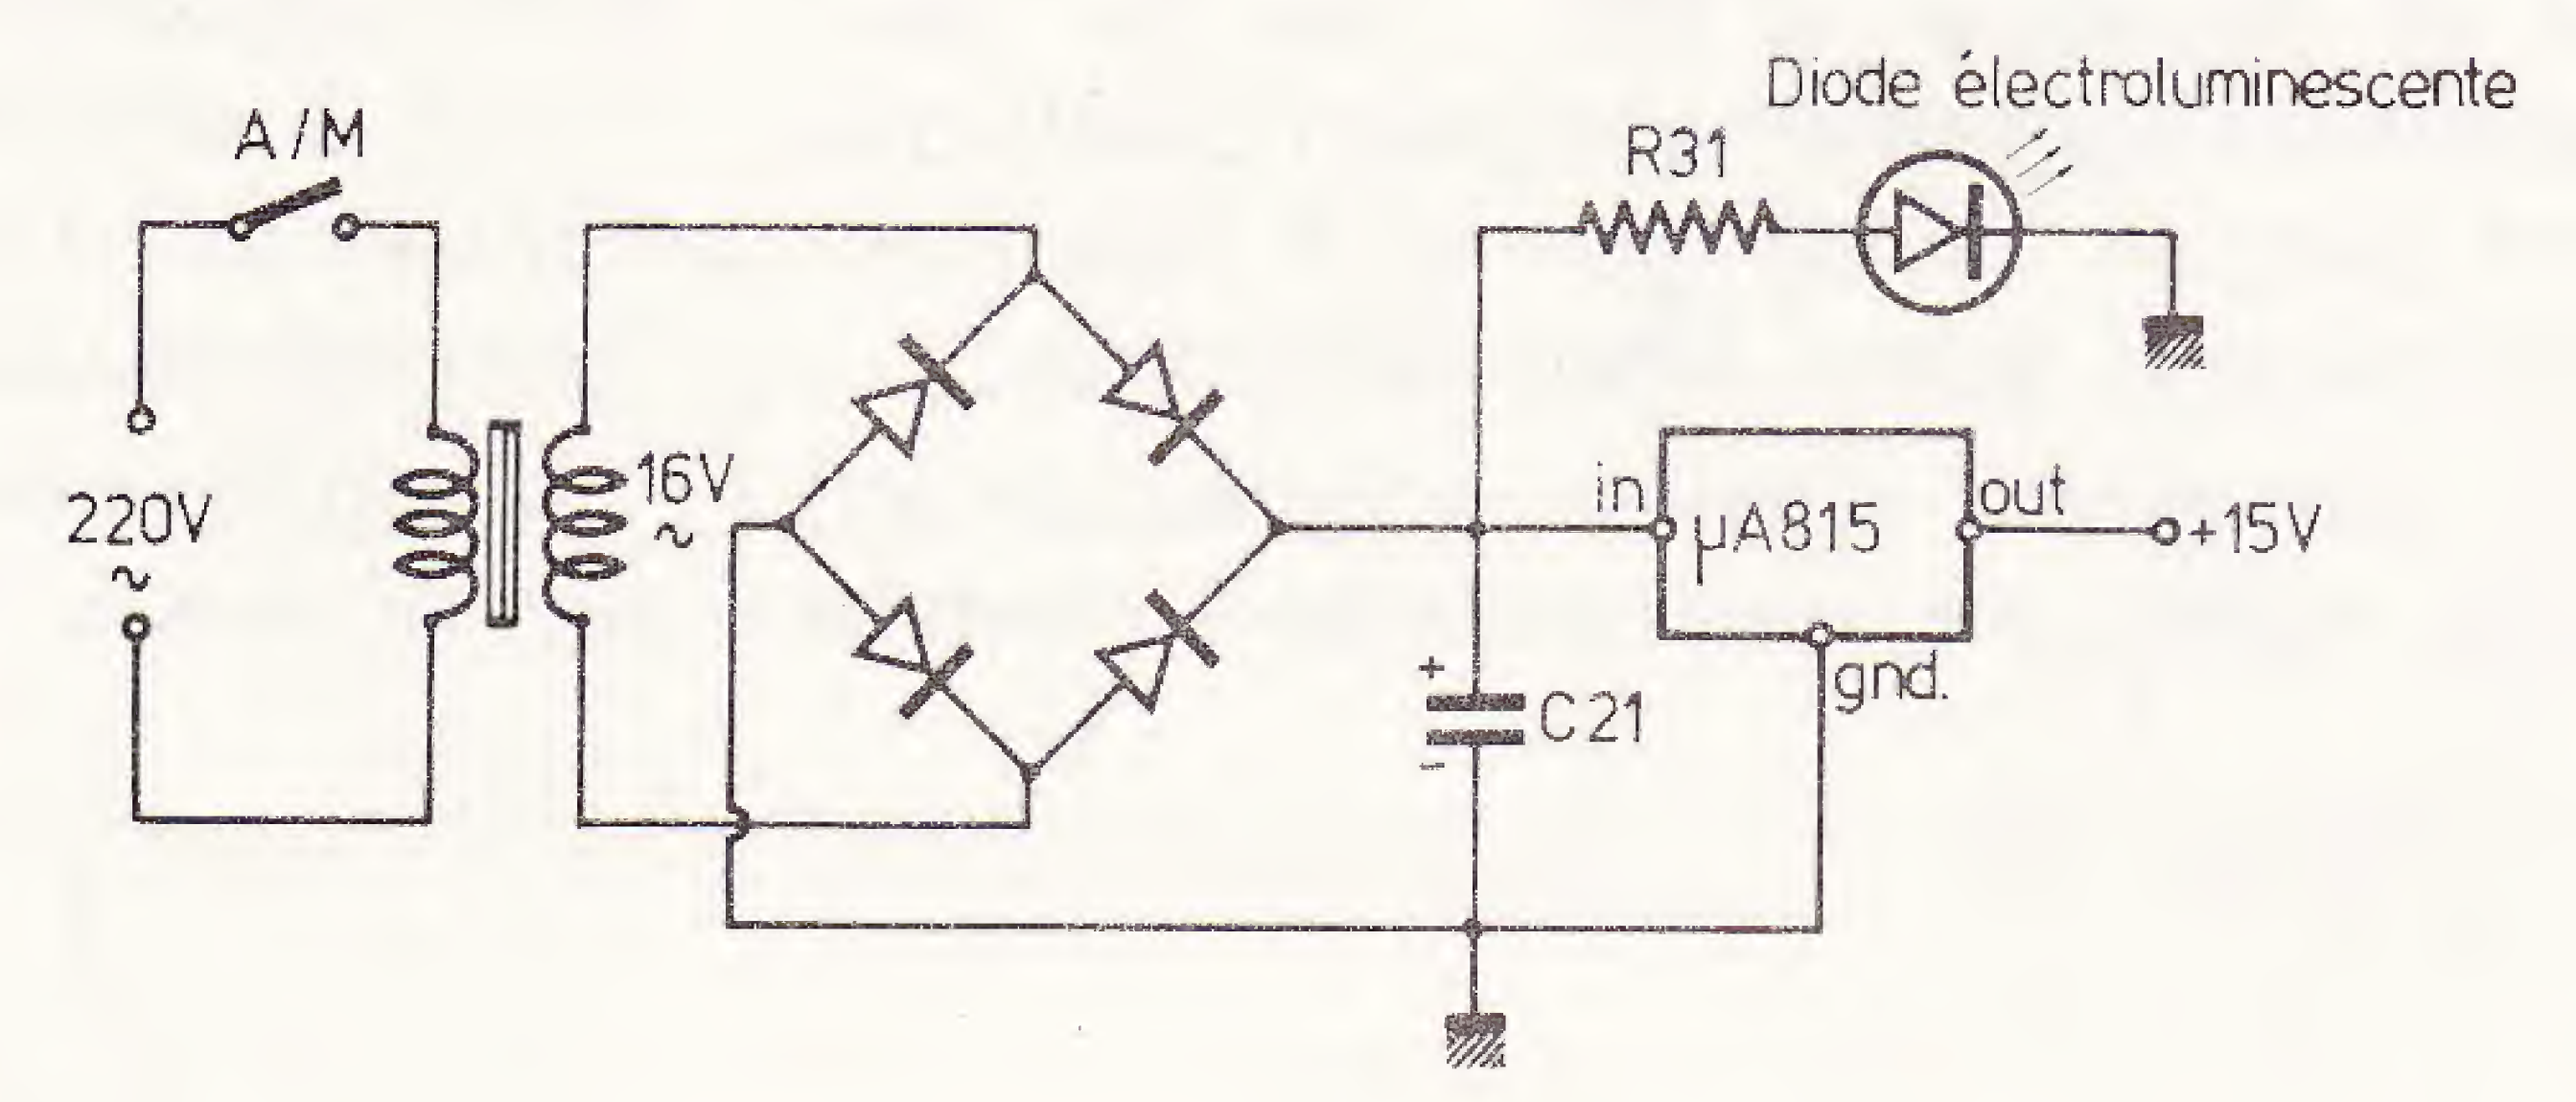 Diode électroluminescente
A/M
R31
220V
~
16V
~
in
µA815
out
+15V
gnd.
+
C21
-